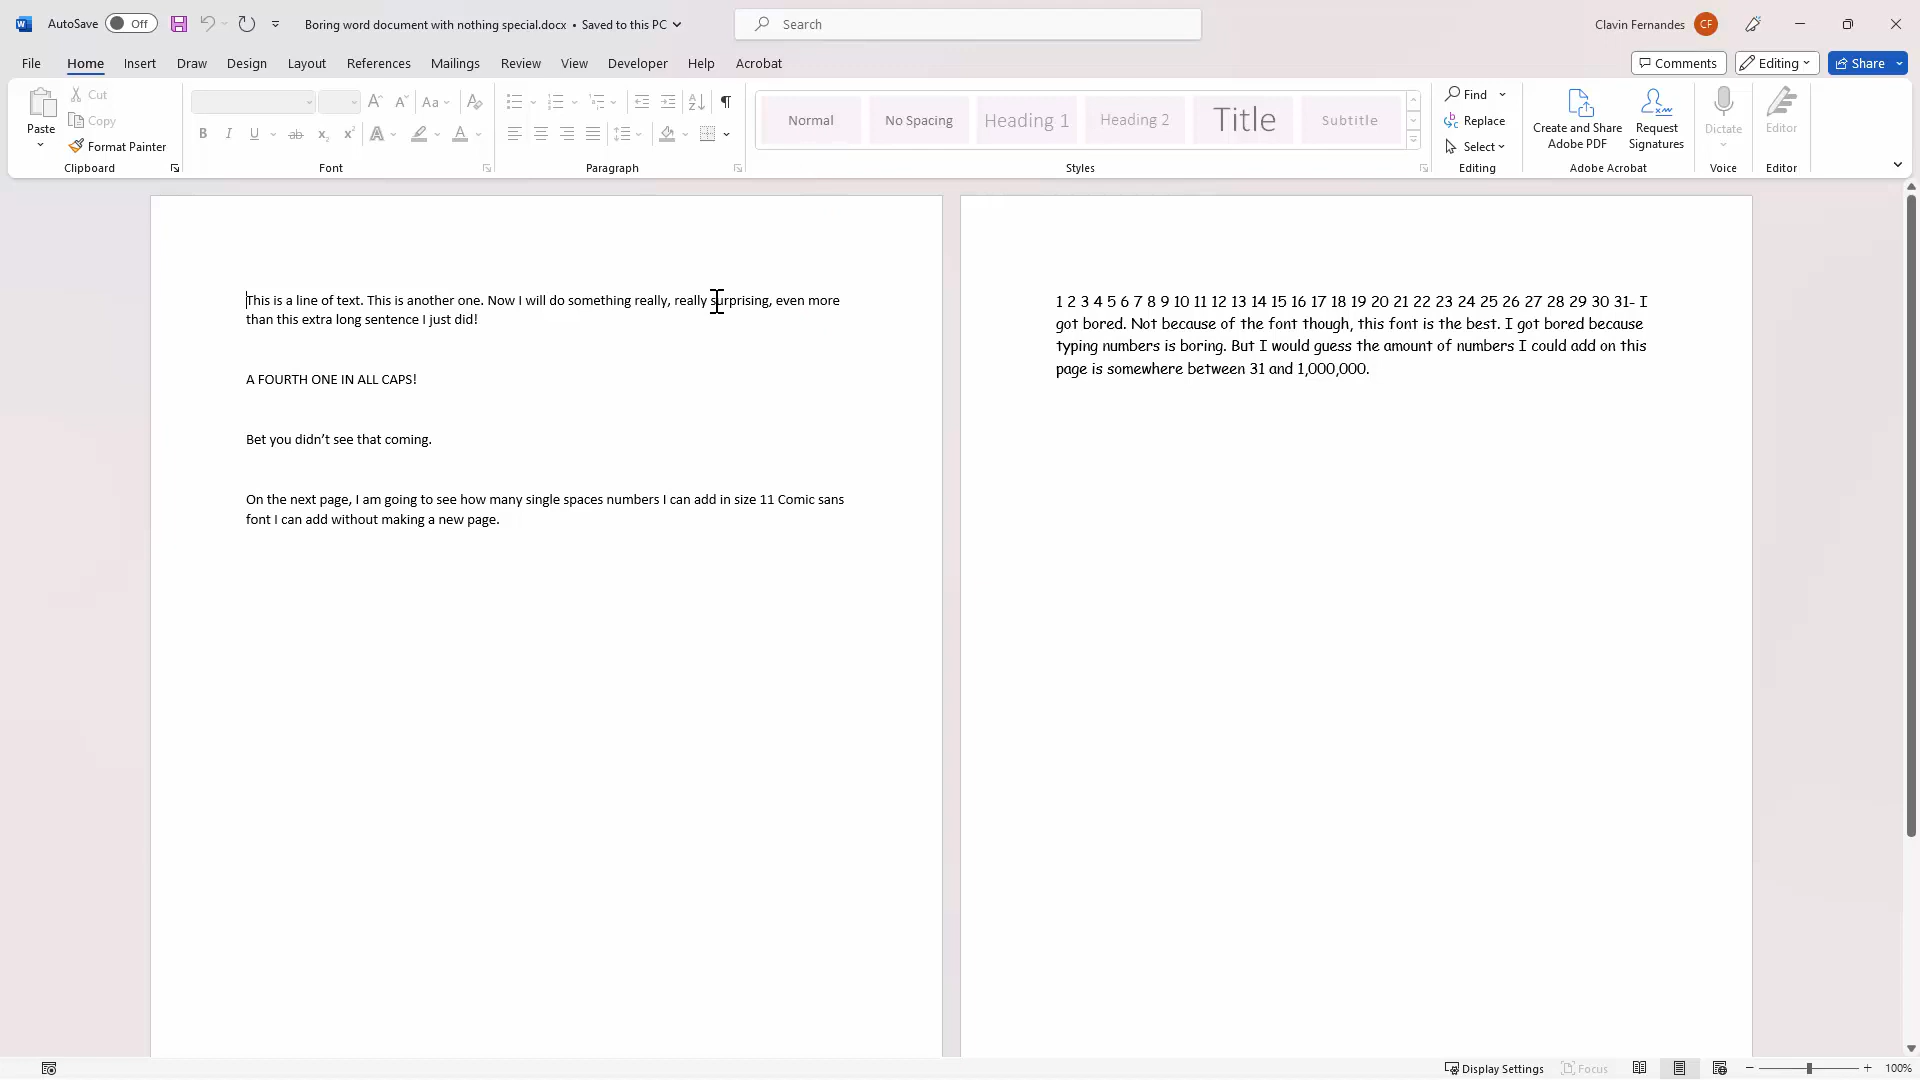 AutoSave Off Boring word document with nothing special.docx • Saved to this PC Search Clavin Fernandes CF
File Home Insert Draw Design Layout References Mailings Review View Developer Help Acrobat Comments Editing Share
Paste Cut Copy Format Painter
Clipboard
Aa
B I U ab x₂ x² A A
Font
Paragraph
Normal No Spacing Heading 1 Heading 2 Title Subtitle
Styles
Find Replace Select
Editing
Create and Share Adobe PDF Request Signatures
Adobe Acrobat
Dictate
Voice
Editor
Editor
This is a line of text. This is another one. Now I will do something really, really surprising, even more
than this extra long sentence I just did!
A FOURTH ONE IN ALL CAPS!
Bet you didn’t see that coming.
On the next page, I am going to see how many single spaces numbers I can add in size 11 Comic sans
font I can add without making a new page.
1 2 3 4 5 6 7 8 9 10 11 12 13 14 15 16 17 18 19 20 21 22 23 24 25 26 27 28 29 30 31- I
got bored. Not because of the font though, this font is the best. I got bored because
typing numbers is boring. But I would guess the amount of numbers I could add on this
page is somewhere between 31 and 1,000,000.
Display Settings Focus 100%